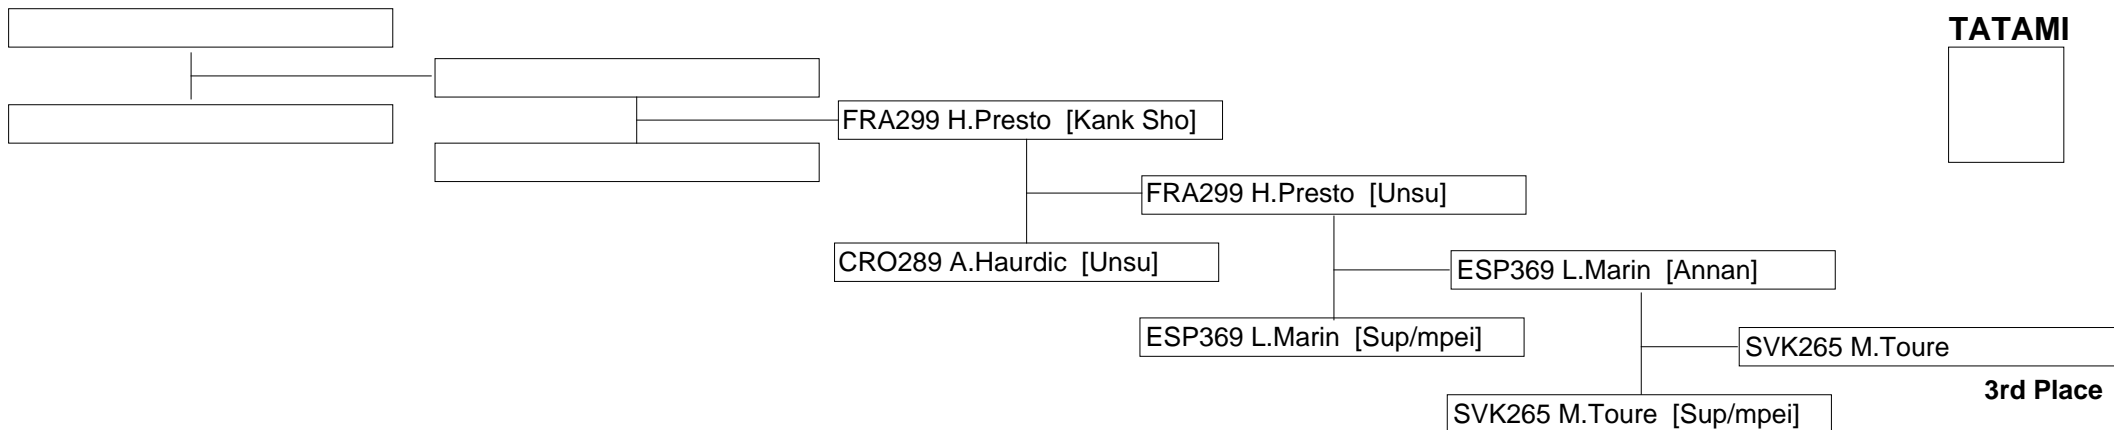 TATAMI
FRA299 H.Presto [Kank Sho]
FRA299 H.Presto [Unsu]
CRO289 A.Haurdic [Unsu]
ESP369 L.Marin [Annan]
ESP369 L.Marin [Sup/mpei]
SVK265 M.Toure
3rd Place
SVK265 M.Toure [Sup/mpei]